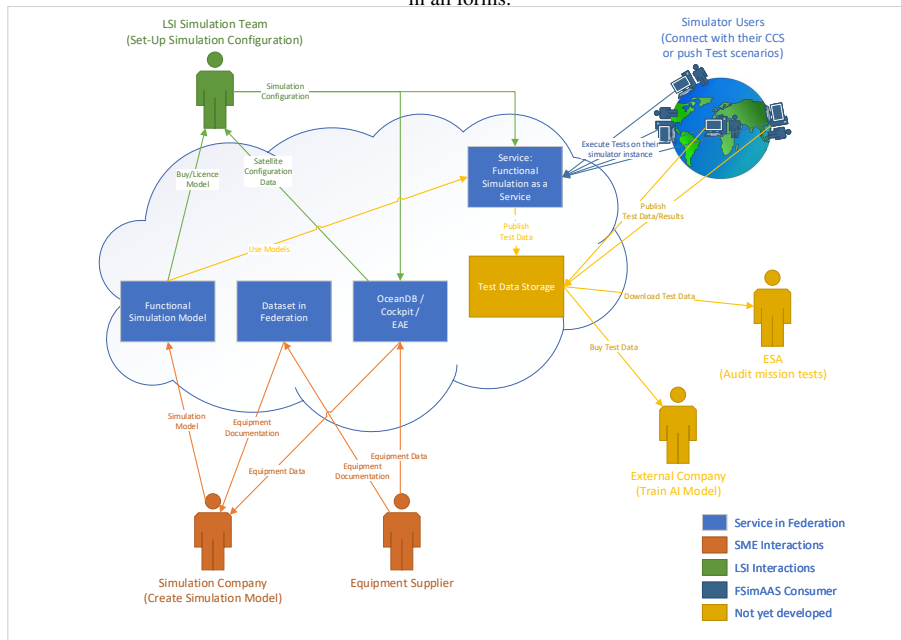 in all forms.
LSI Simulation Team
(Set-Up Simulation Configuration)
Simulator Users
(Connect with their CCS
or push Test scenarios)
Simulation
Configuration
Execute Tests on their
simulator instance
Service:
Functional
Simulation as a
Service
Buy/Licence
Model
Satellite
Configuration
Data
Use Models
Publish
Test Data
Publish
Test Data/Results
Functional
Simulation Model
Dataset in
Federation
OceanDB /
Cockpit /
EAE
Test Data Storage
Download Test Data
Buy Test Data
ESA
(Audit mission tests)
Simulation
Model
Equipment
Documentation
Equipment Data
Equipment
Documentation
Equipment Data
External Company
(Train AI Model)
Simulation Company
(Create Simulation Model)
Equipment Supplier
Service in Federation
SME Interactions
LSI Interactions
FSimAAS Consumer
Not yet developed